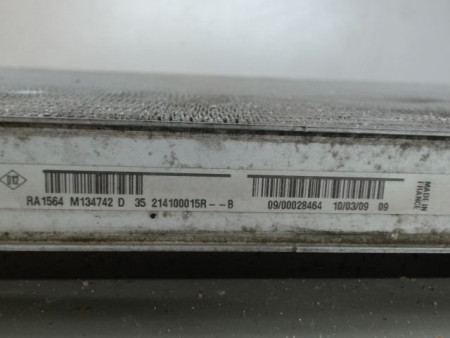 RA1564 M134742 D 35 214100015R--B
09/00028464 10/03/09 09
MADE IN
FRANCE